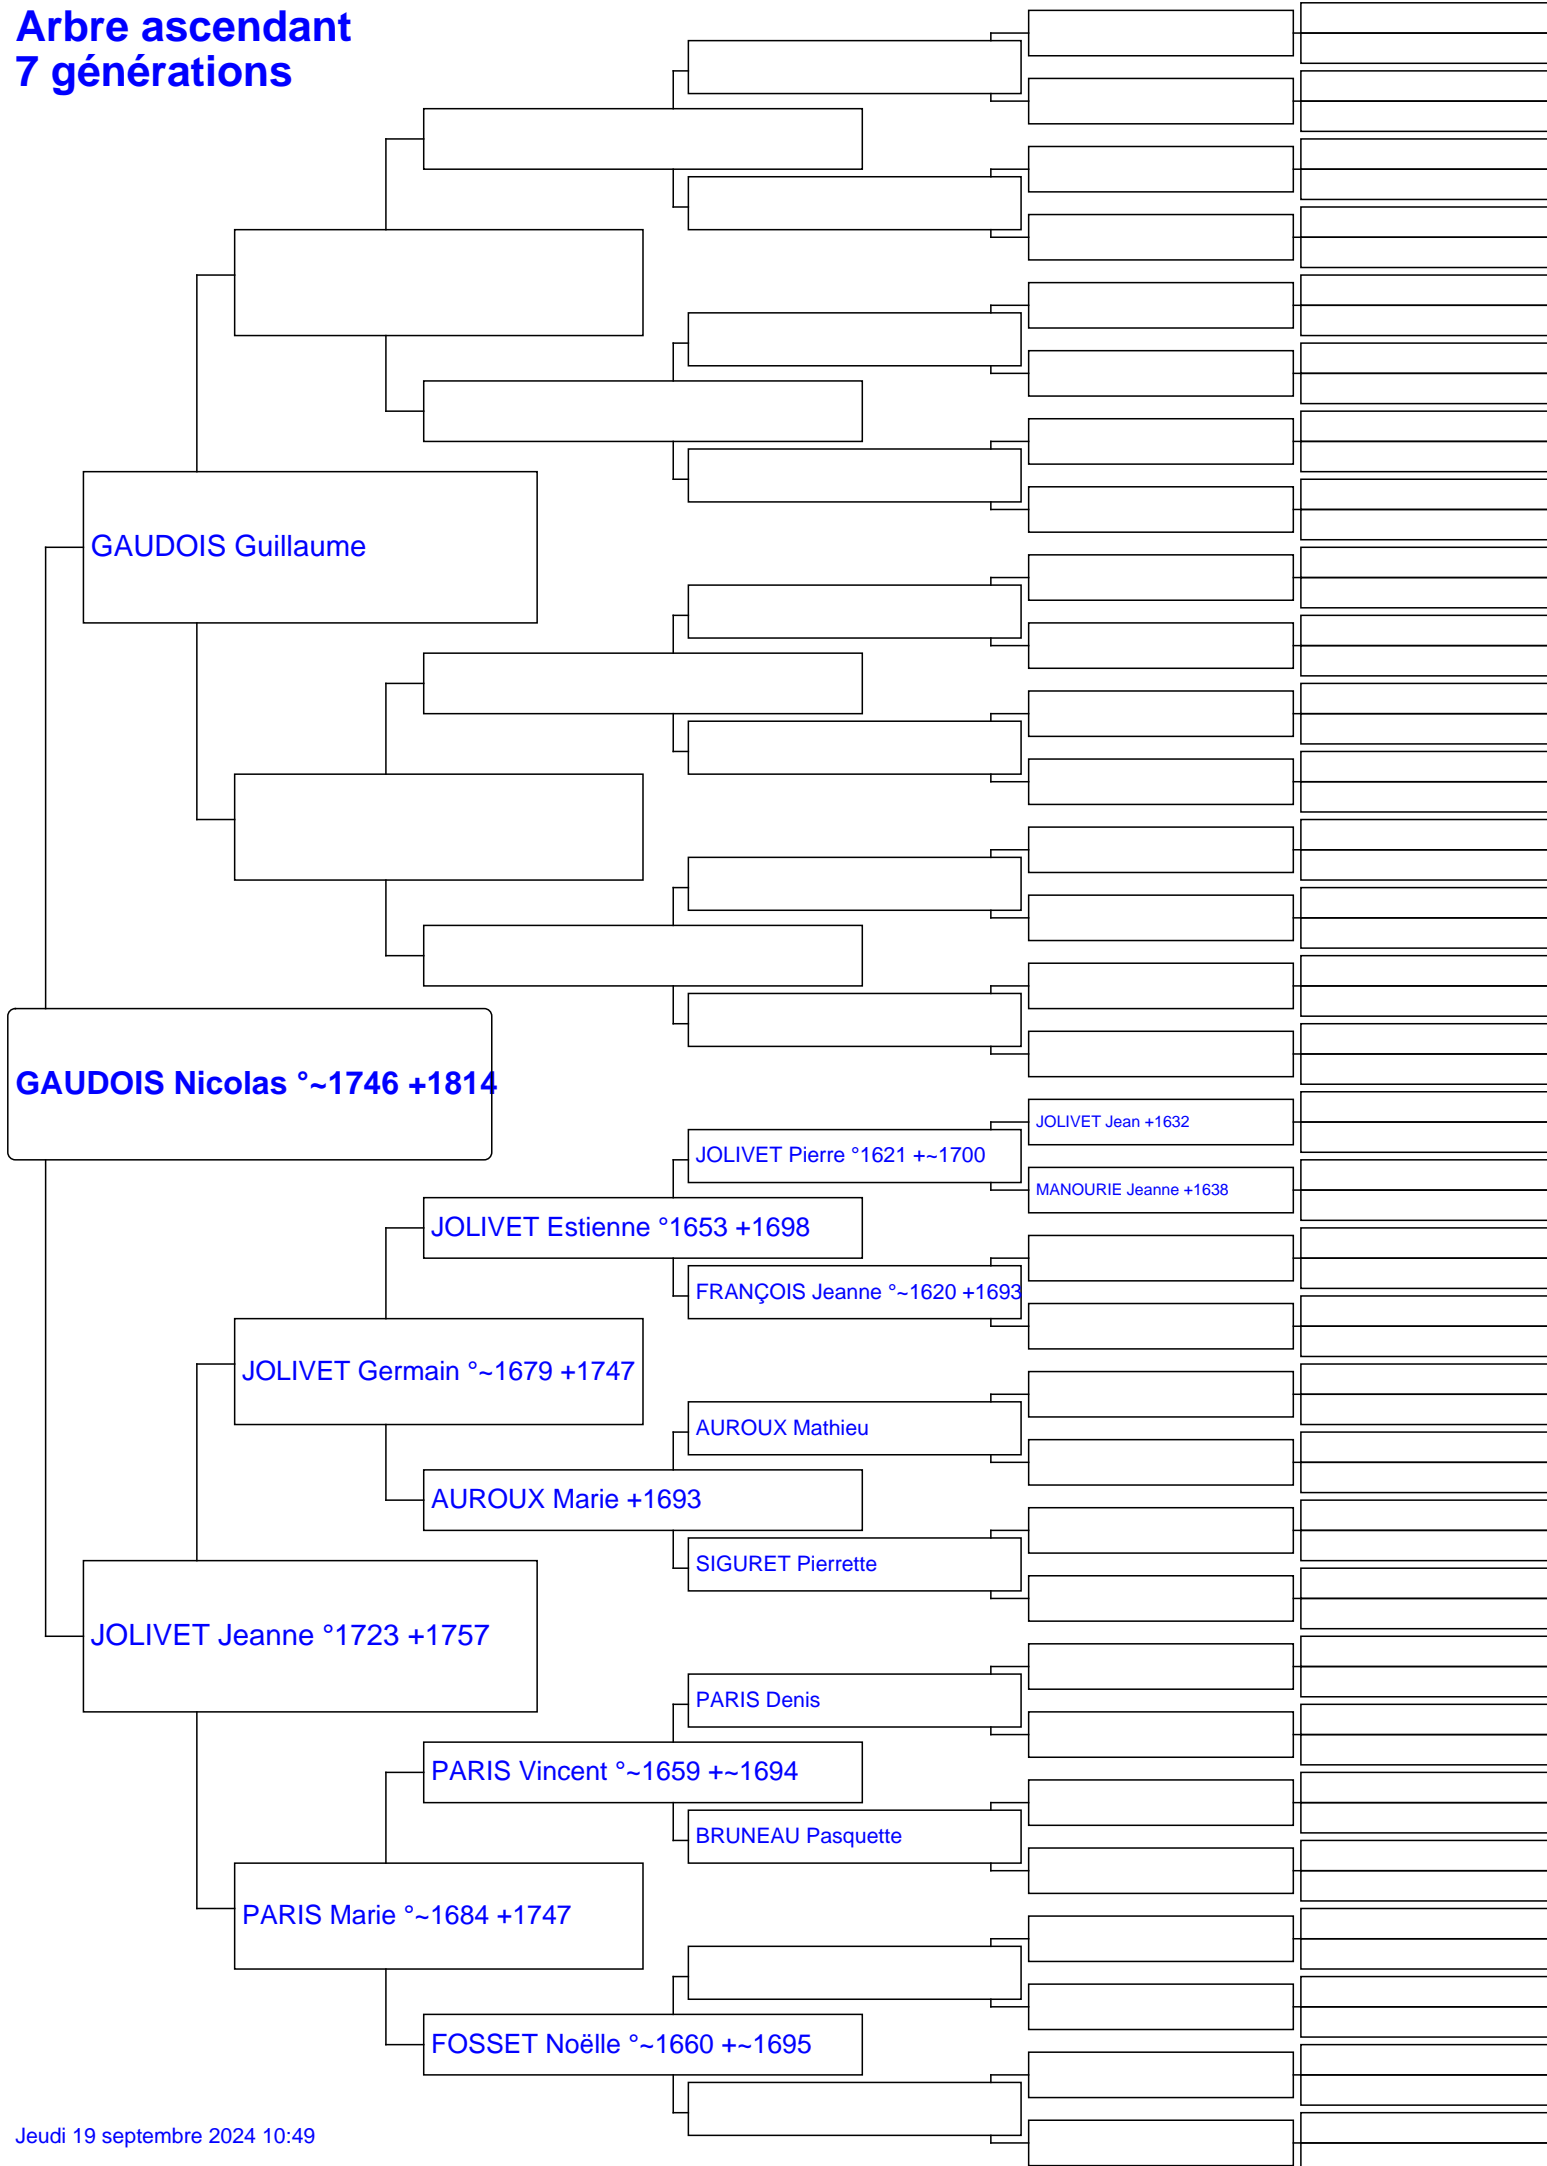 Arbre ascendant
7 générations
GAUDOIS Guillaume
GAUDOIS Nicolas °~1746 +1814
JOLIVET Jean +1632
JOLIVET Pierre °1621 +~1700
MANOURIE Jeanne +1638
JOLIVET Estienne °1653 +1698
FRANÇOIS Jeanne °~1620 +1693
JOLIVET Germain °~1679 +1747
AUROUX Mathieu
AUROUX Marie +1693
SIGURET Pierrette
JOLIVET Jeanne °1723 +1757
PARIS Denis
PARIS Vincent °~1659 +~1694
BRUNEAU Pasquette
PARIS Marie °~1684 +1747
FOSSET Noëlle °~1660 +~1695
Jeudi 19 septembre 2024 10:49